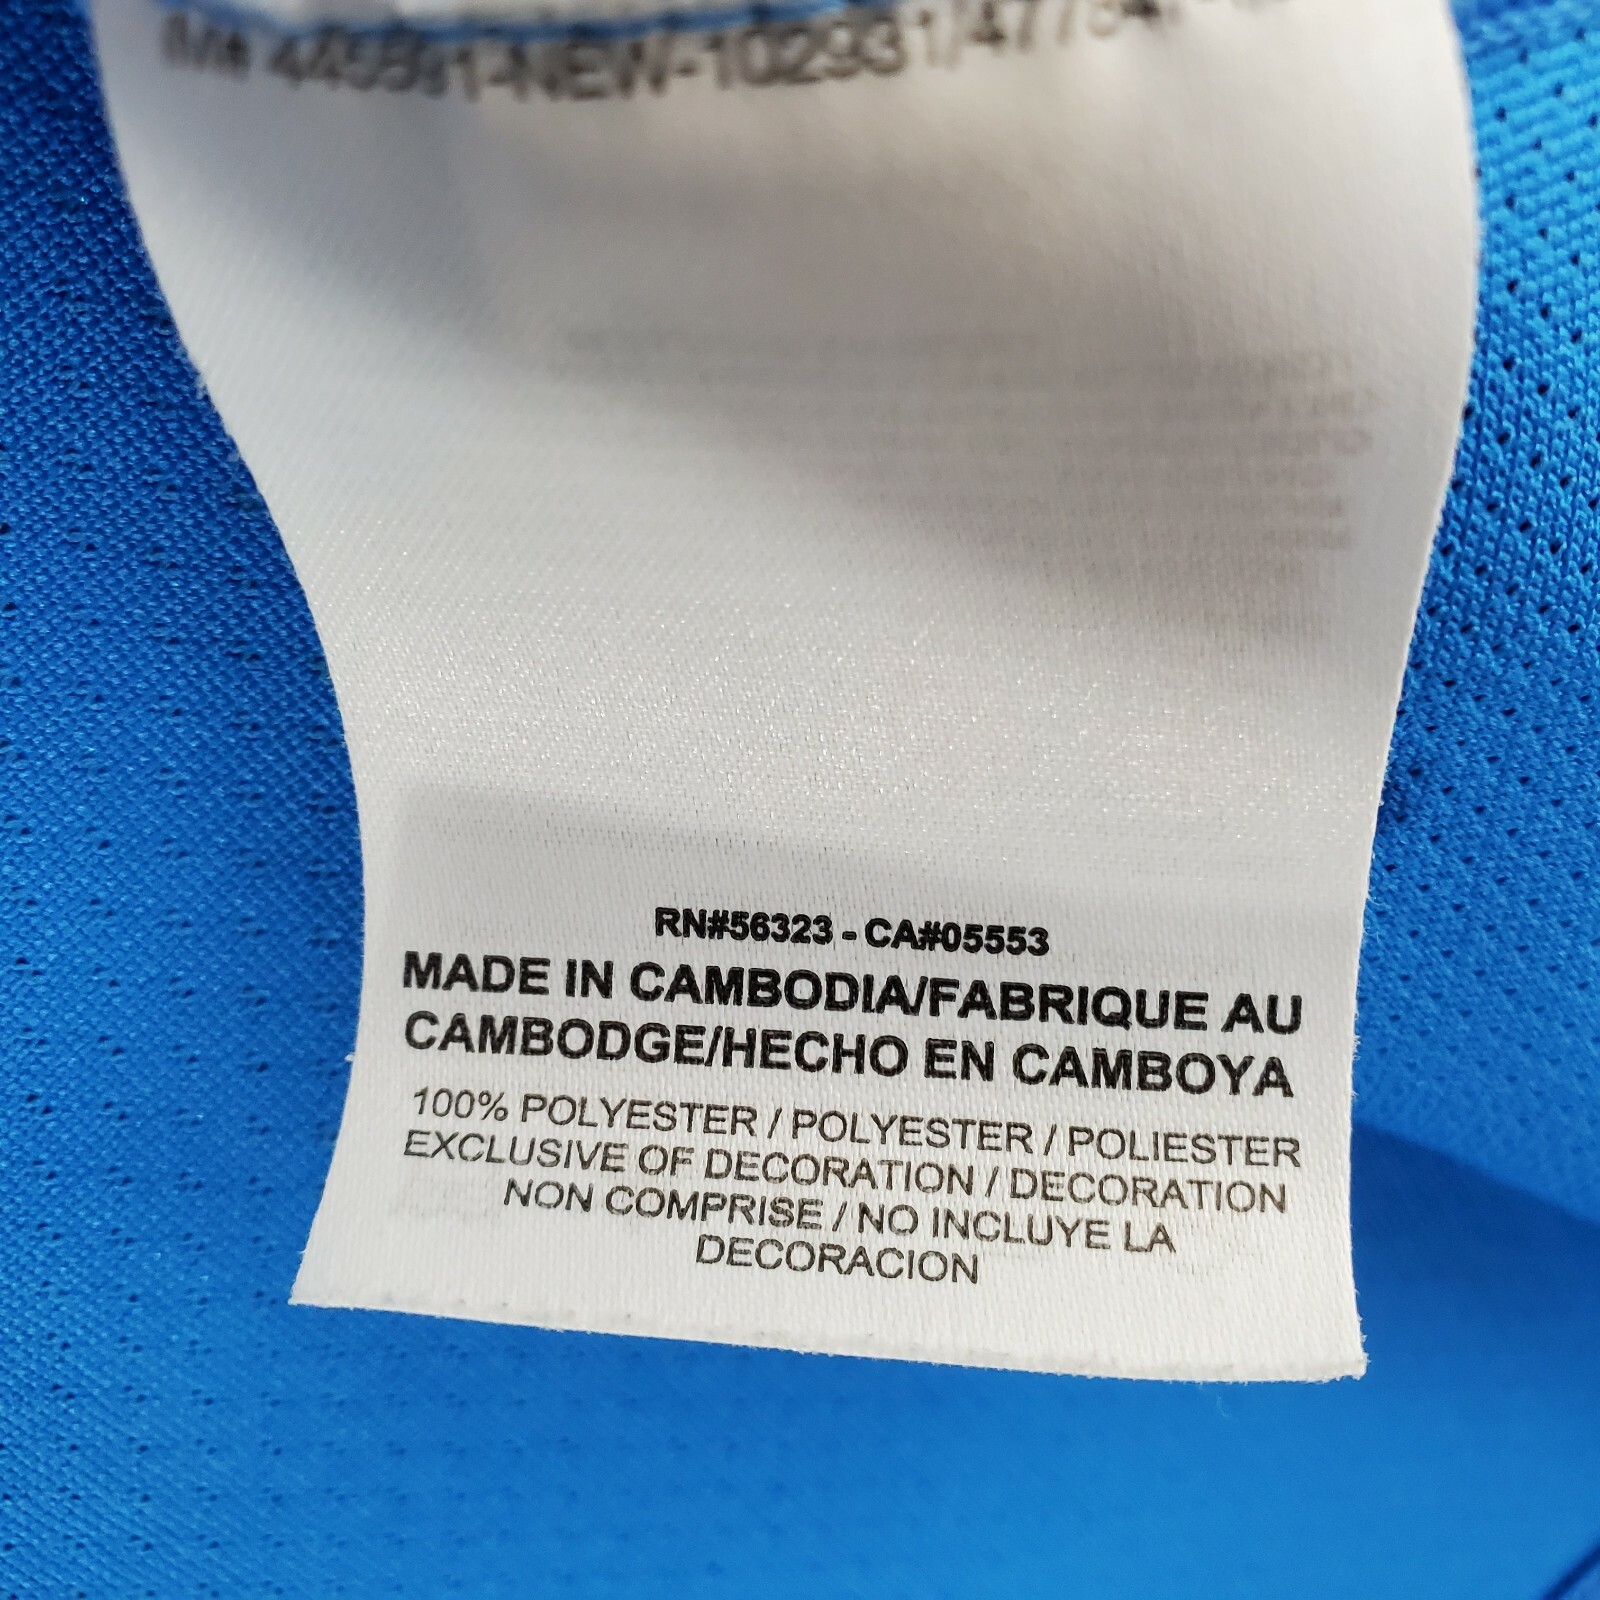 RN#56323 - CA#05553
MADE IN CAMBODIA/FABRIQUE AU
CAMBODGE/HECHO EN CAMBOYA
100% POLYESTER / POLYESTER / POLIESTER
EXCLUSIVE OF DECORATION / DECORATION
NON COMPRISE / NO INCLUYE LA
DECORACION